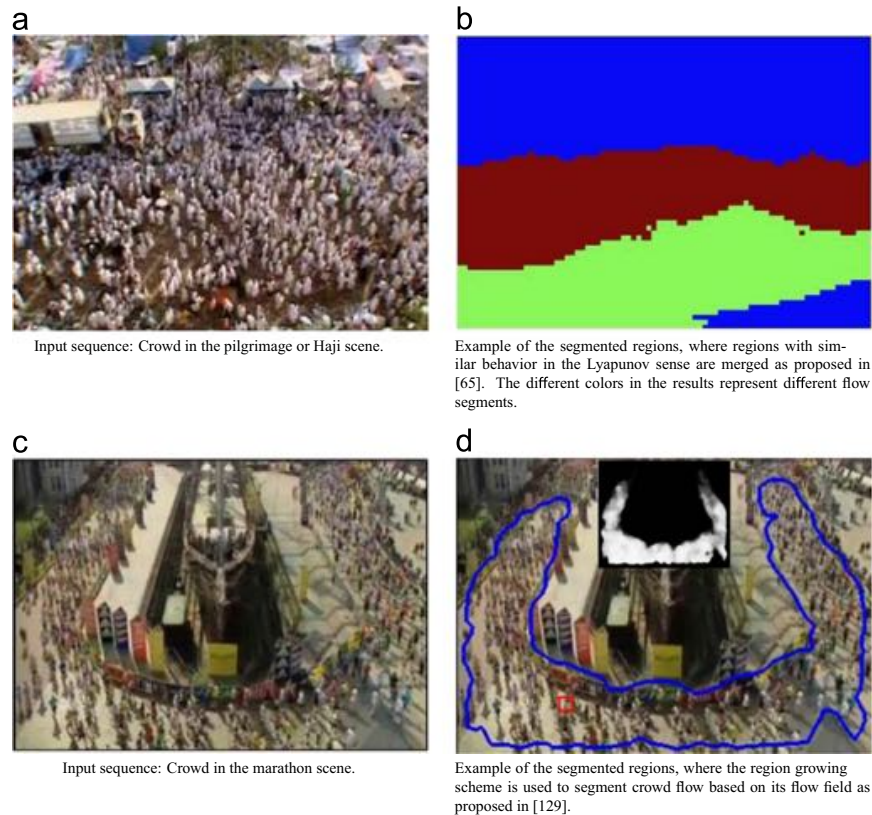 a
b
Input sequence: Crowd in the pilgrimage or Haji scene.
Example of the segmented regions, where regions with sim-
ilar behavior in the Lyapunov sense are merged as proposed in
[65]. The different colors in the results represent different flow
segments.
c
d
Input sequence: Crowd in the marathon scene.
Example of the segmented regions, where the region growing
scheme is used to segment crowd flow based on its flow field as
proposed in [129].